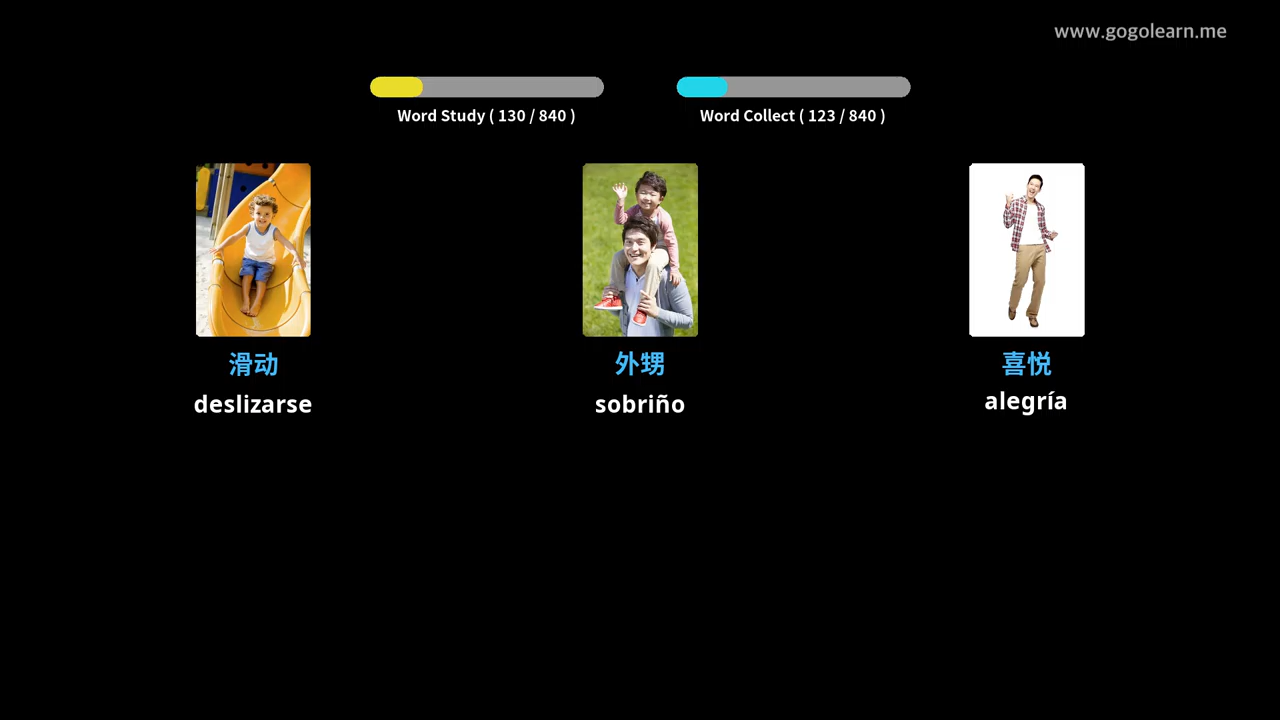 www.gogolearn.me
Word Study ( 130 / 840 )
Word Collect ( 123 / 840 )
滑动
deslizarse
外甥
sobriño
喜悦
alegría